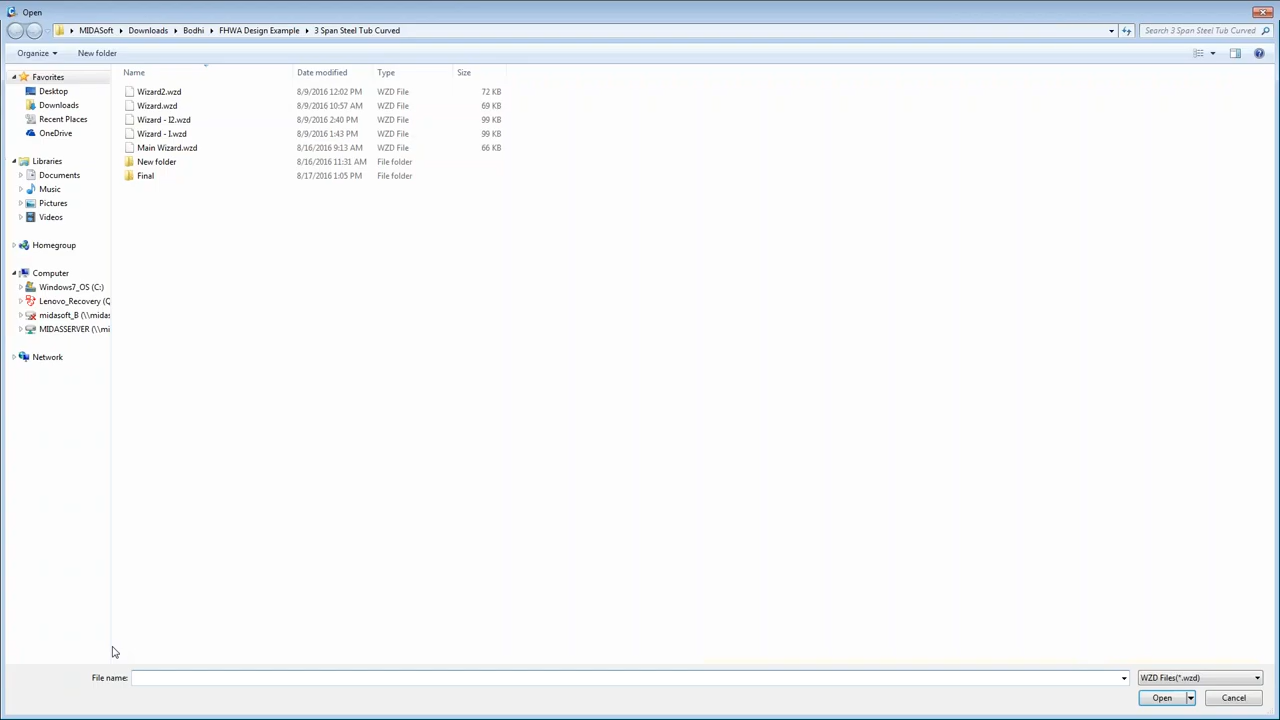 Open
MIDASoft Downloads Bodhi FHWA Design Example 3 Span Steel Tub Curved Search 3 Span Steel Tub Curved
Organize New folder
Name Date modified Type Size
Favorites
Desktop
Downloads
Recent Places
OneDrive
Libraries
Documents
Music
Pictures
Videos
Homegroup
Computer
Windows7_OS (C:)
Lenovo_Recovery (Q
midasoft_B (\\midas
MIDASSERVER (\\mi
Network
Wizard2.wzd 8/9/2016 12:02 PM WZD File 72 KB
Wizard.wzd 8/9/2016 10:57 AM WZD File 69 KB
Wizard - I2.wzd 8/9/2016 2:40 PM WZD File 99 KB
Wizard - I.wzd 8/9/2016 1:43 PM WZD File 99 KB
Main Wizard.wzd 8/16/2016 9:13 AM WZD File 66 KB
New folder 8/16/2016 11:31 AM File folder
Final 8/17/2016 1:05 PM File folder
File name: WZD Files(*.wzd)
Open Cancel